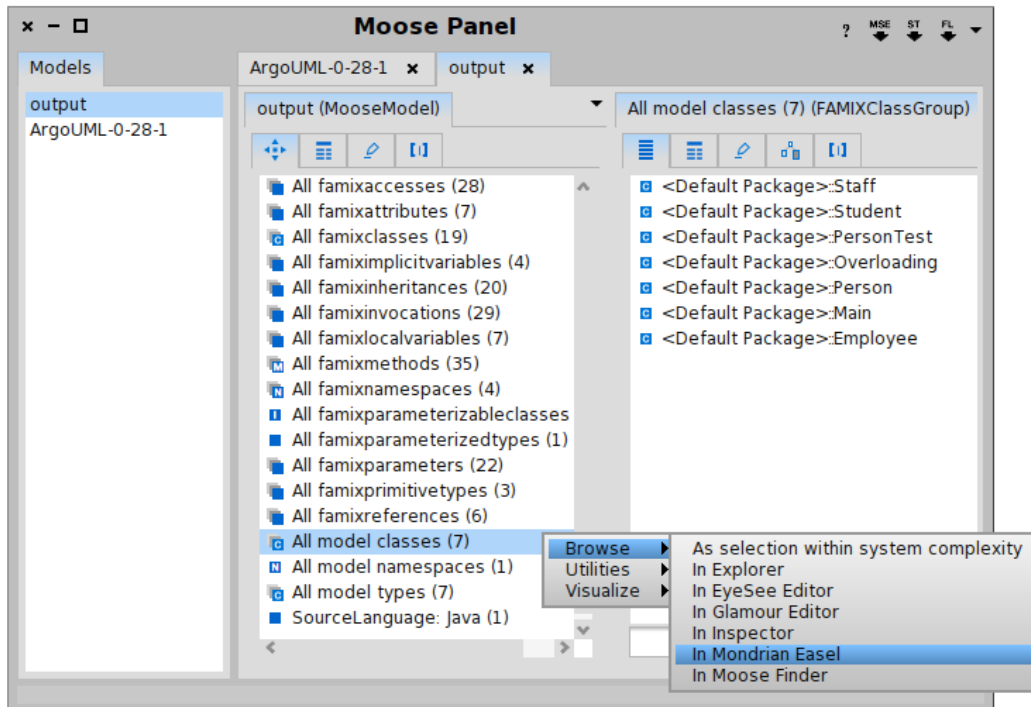 Moose Panel
? MSE ST FL
Models
ArgoUML-0-28-1 output
output
ArgoUML-0-28-1
output (MooseModel)
All famixaccesses (28)
All famixattributes (7)
All famixclasses (19)
All famiximplicitvariables (4)
All famixinheritances (20)
All famixinvocations (29)
All famixlocalvariables (7)
All famixmethods (35)
All famixnamespaces (4)
All famixparameterizableclasses
All famixparameterizedtypes (1)
All famixparameters (22)
All famixprimitivetypes (3)
All famixreferences (6)
All model classes (7)
All model namespaces (1)
All model types (7)
SourceLanguage: Java (1)
All model classes (7) (FAMIXClassGroup)
<Default Package>::Staff
<Default Package>::Student
<Default Package>::PersonTest
<Default Package>::Overloading
<Default Package>::Person
<Default Package>::Main
<Default Package>::Employee
Browse
Utilities
Visualize
As selection within system complexity
In Explorer
In EyeSee Editor
In Glamour Editor
In Inspector
In Mondrian Easel
In Moose Finder